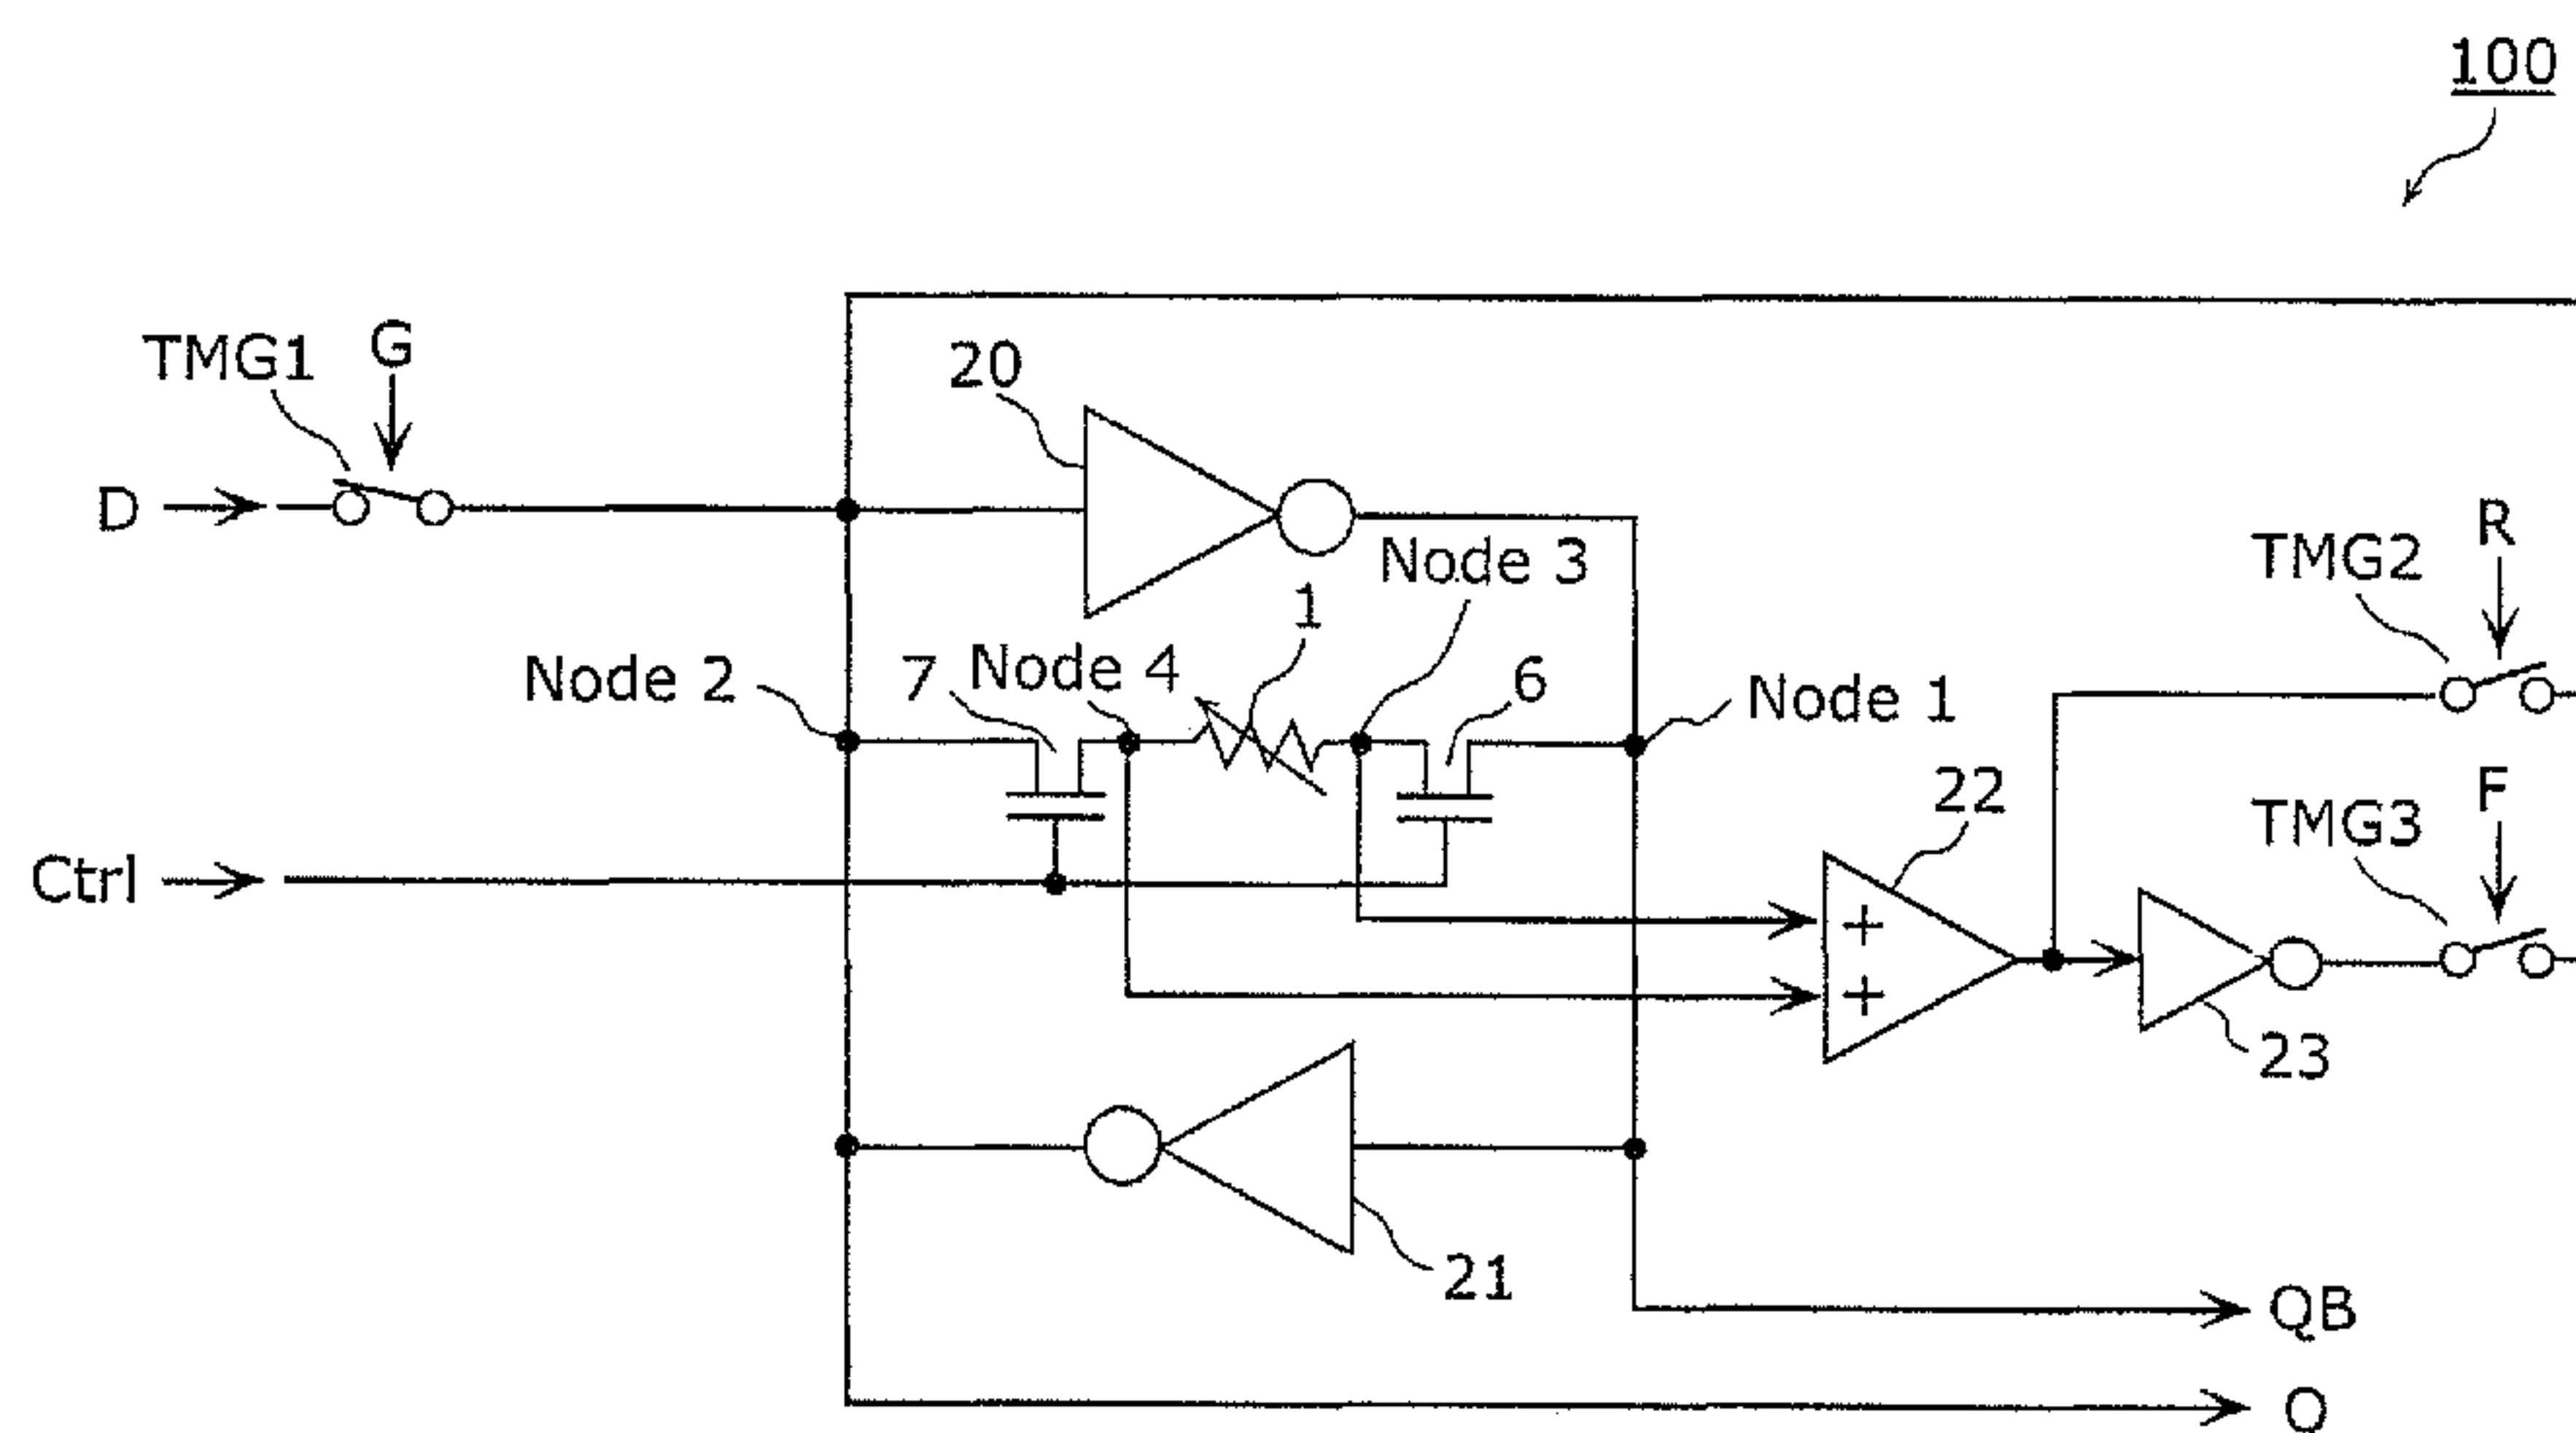 100
TMG1
G
20
D
Node 3
1
R
TMG2
Node 2
7
Node 4
6
Node 1
22
F
TMG3
Ctrl
+
+
23
21
QB
Q